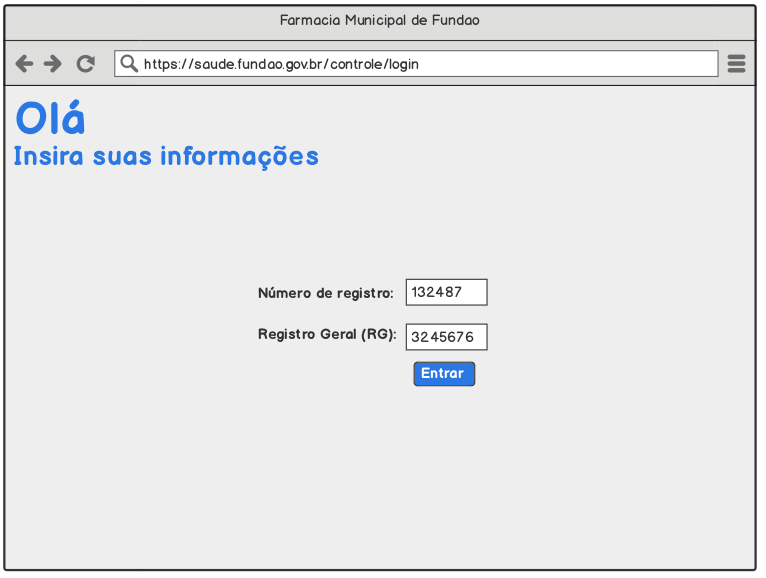 Farmacia Municipal de Fundao
https://saude.fundao.gov.br/controle/login
Olá
Insira suas informações
Número de registro: 132487
Registro Geral (RG): 3245676
Entrar